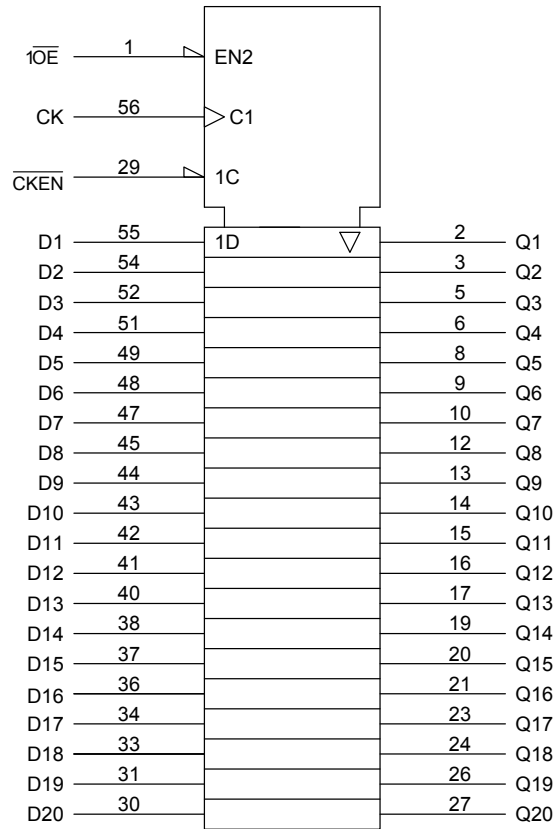 1OE 1 EN2
CK 56 C1
CKEN 29 1C
D1 55 1D 2 Q1
D2 54 3 Q2
D3 52 5 Q3
D4 51 6 Q4
D5 49 8 Q5
D6 48 9 Q6
D7 47 10 Q7
D8 45 12 Q8
D9 44 13 Q9
D10 43 14 Q10
D11 42 15 Q11
D12 41 16 Q12
D13 40 17 Q13
D14 38 19 Q14
D15 37 20 Q15
D16 36 21 Q16
D17 34 23 Q17
D18 33 24 Q18
D19 31 26 Q19
D20 30 27 Q20